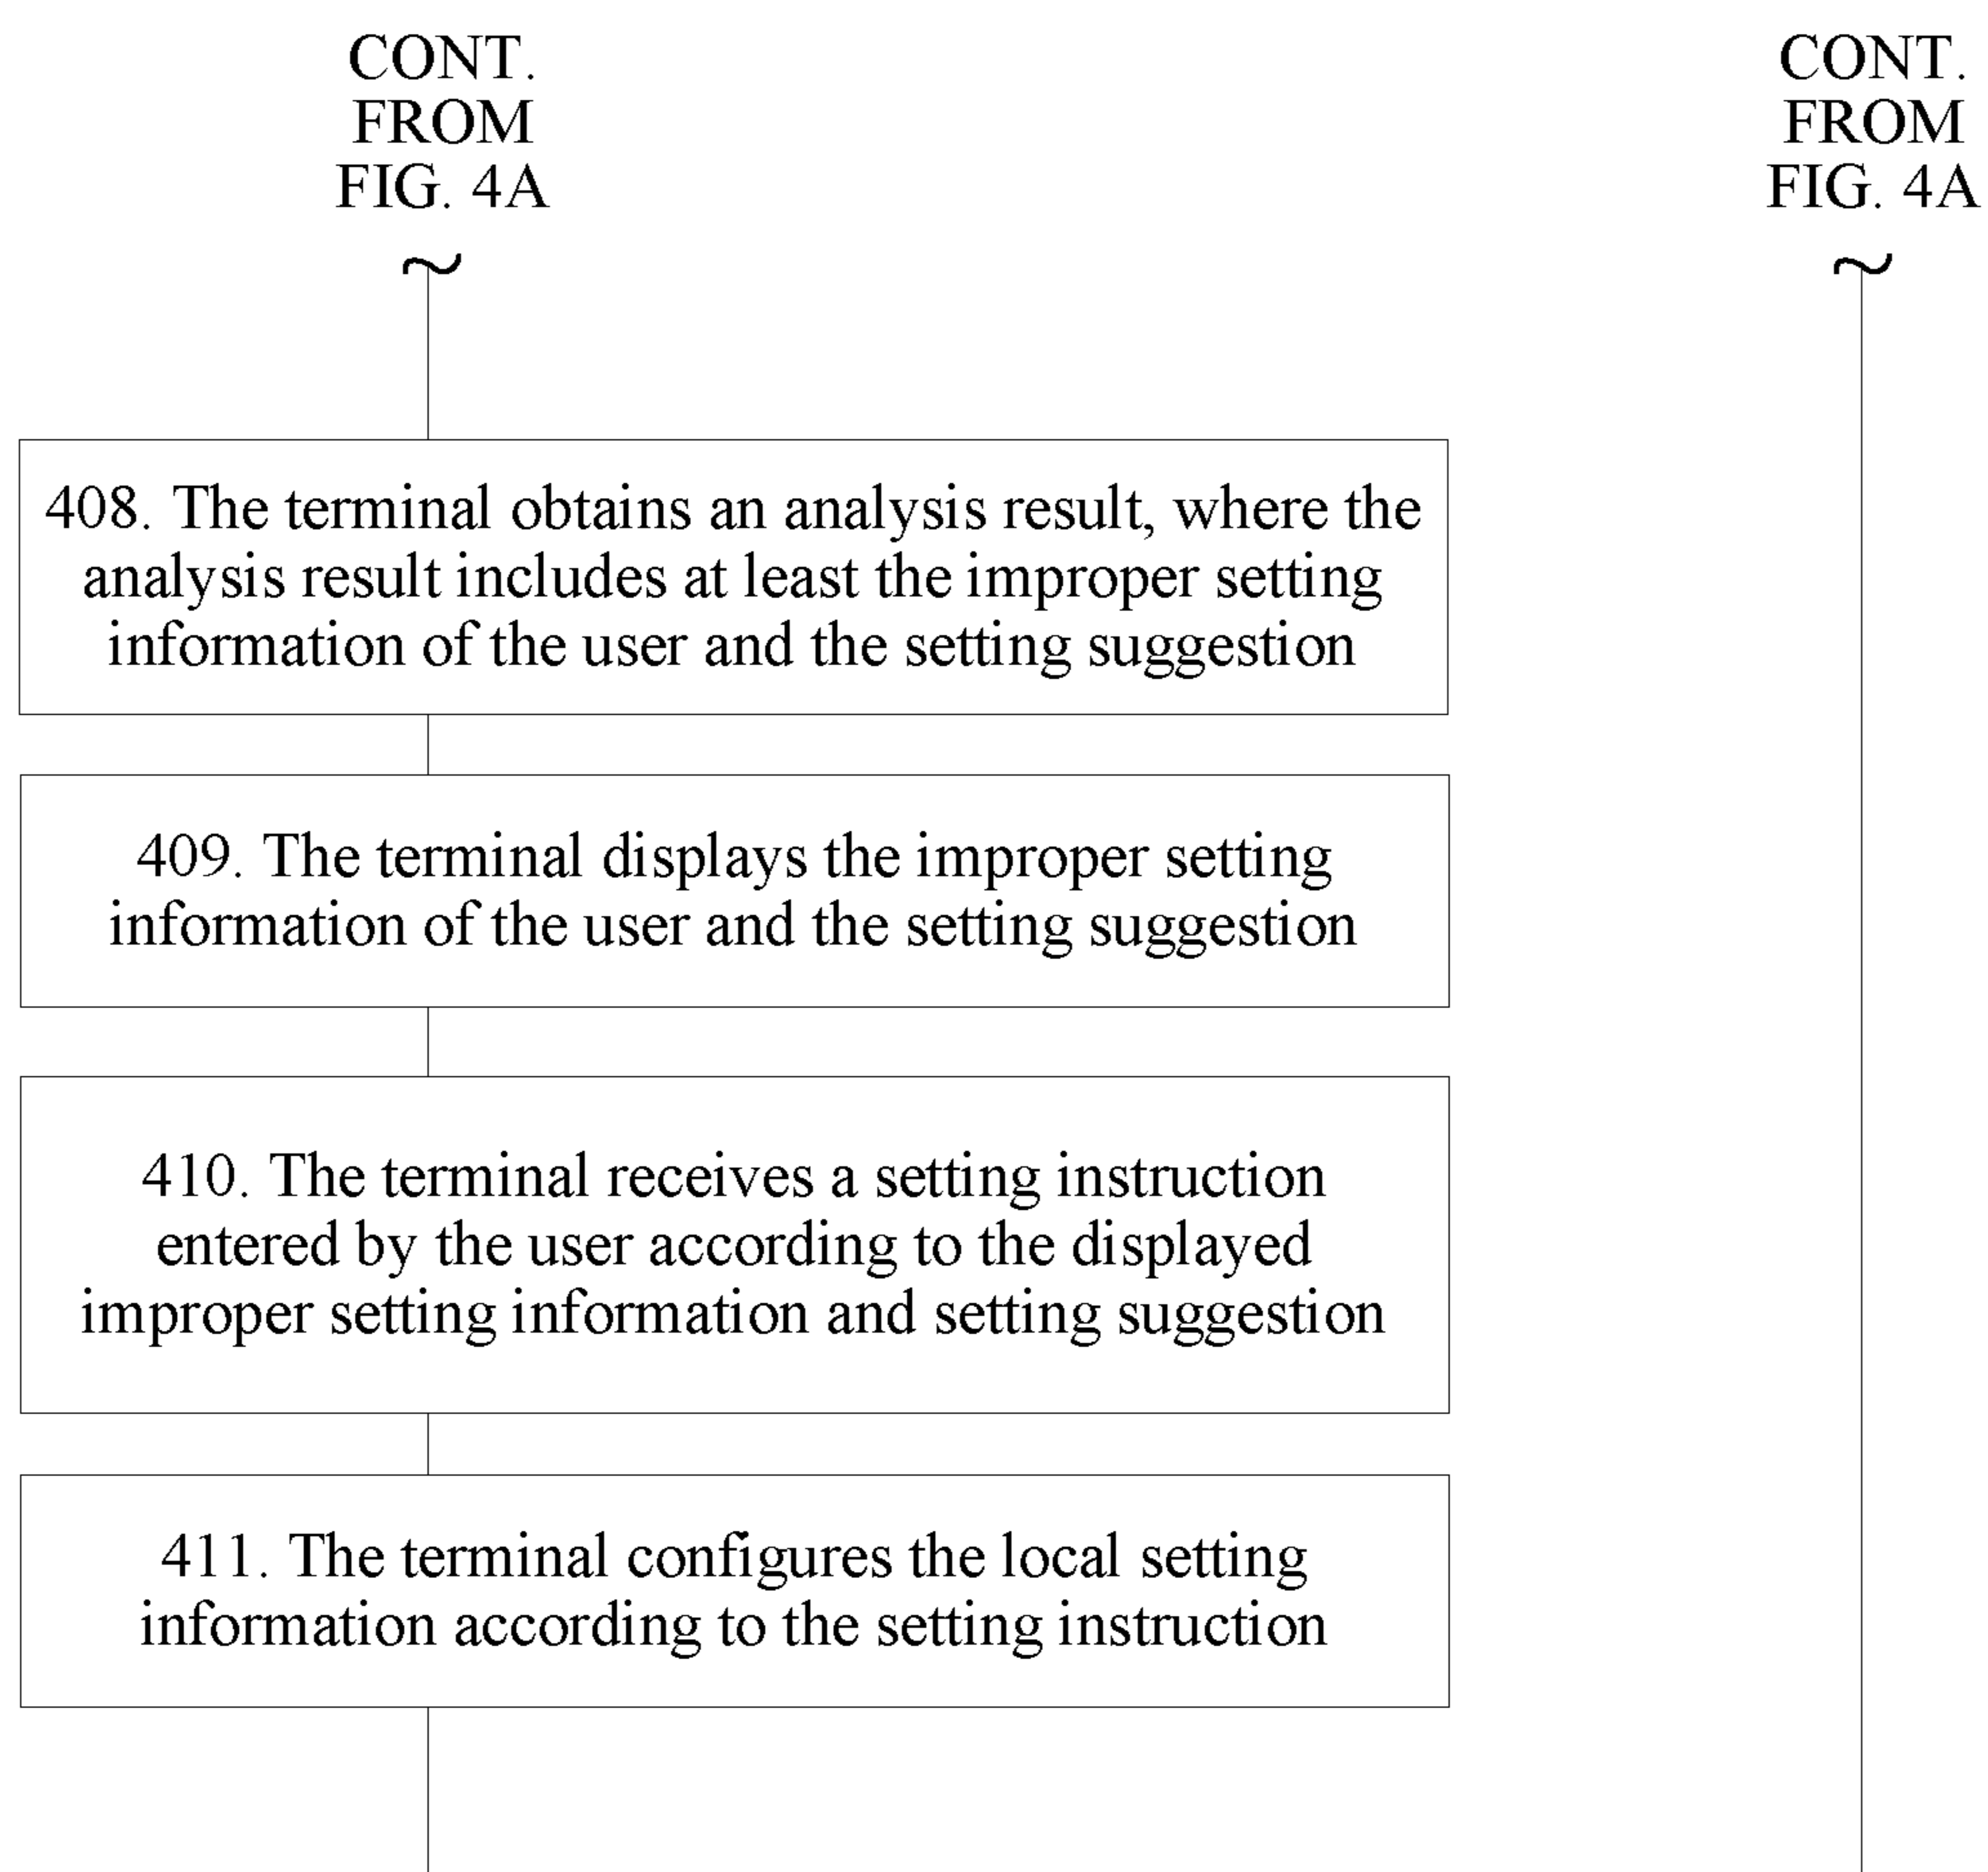 CONT.
FROM
FIG. 4A
CONT.
FROM
FIG. 4A
408. The terminal obtains an analysis result, where the
analysis result includes at least the improper setting
information of the user and the setting suggestion
409. The terminal displays the improper setting
information of the user and the setting suggestion
410. The terminal receives a setting instruction
entered by the user according to the displayed
improper setting information and setting suggestion
411. The terminal configures the local setting
information according to the setting instruction